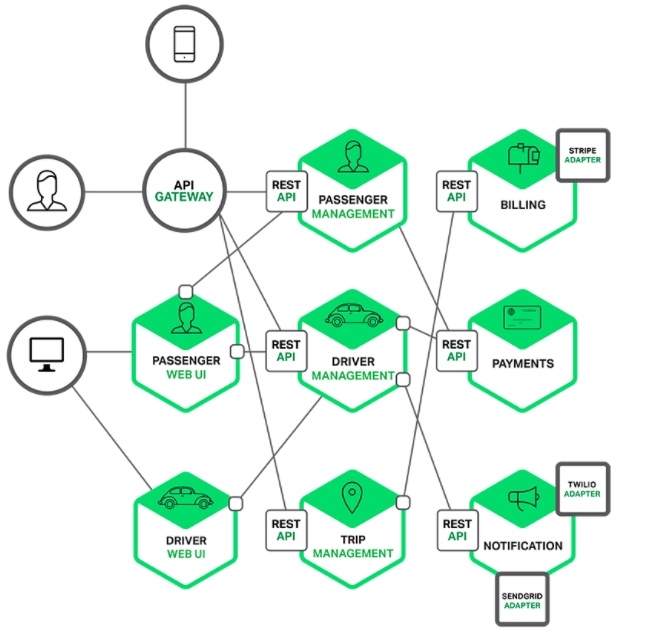 API
GATEWAY
REST
API
PASSENGER
MANAGEMENT
REST
API
BILLING
STRIPE
ADAPTER
PASSENGER
WEB UI
REST
API
DRIVER
MANAGEMENT
REST
API
PAYMENTS
DRIVER
WEB UI
REST
API
TRIP
MANAGEMENT
REST
API
NOTIFICATION
TWILIO
ADAPTER
SENDGRID
ADAPTER